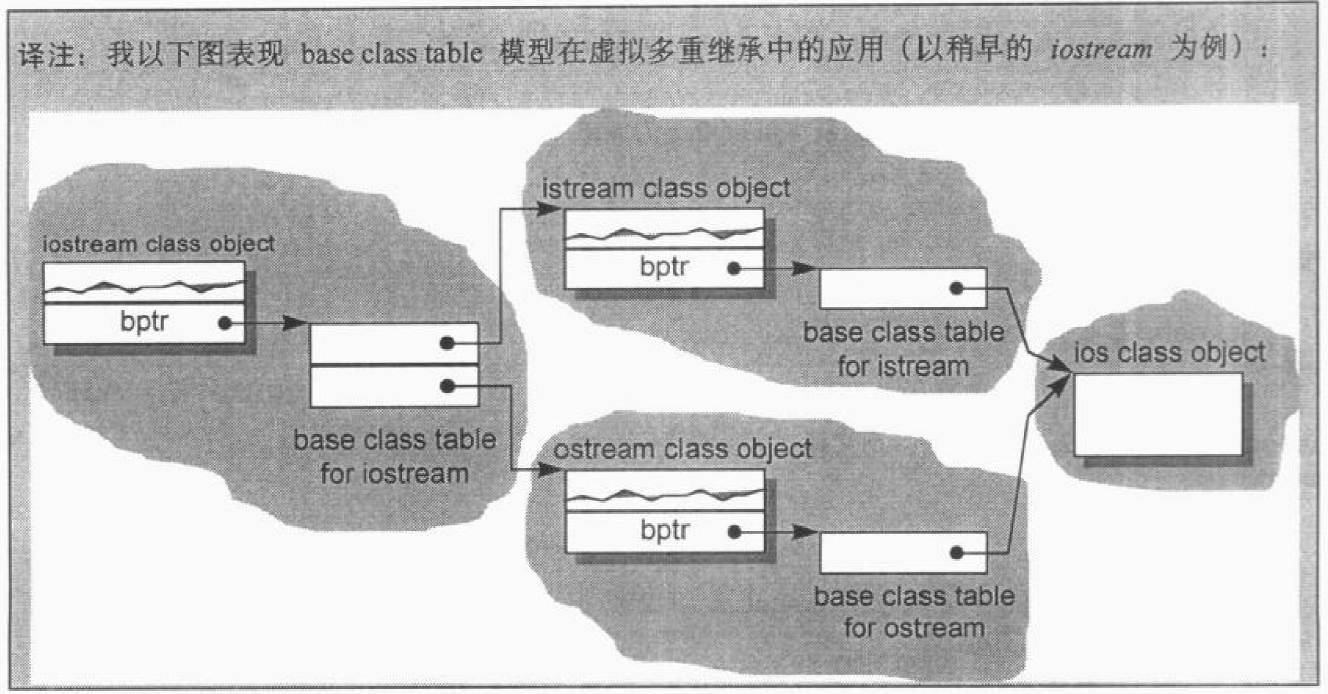 译注：我以下图表现 base class table 模型在虚拟多重继承中的应用（以稍早的 iostream 为例）：
istream class object
iostream class object
bptr
bptr
base class table
for istream
ios class object
base class table
for iostream
ostream class object
bptr
base class table
for ostream